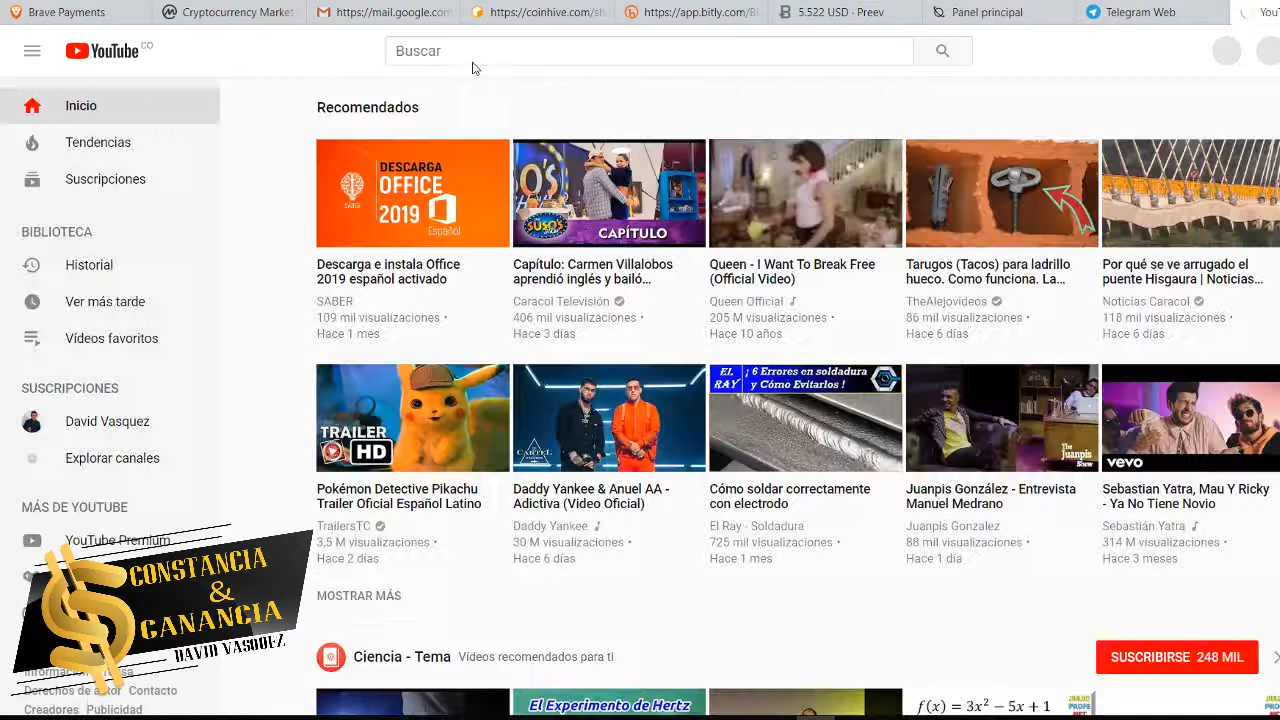 Brave Payments
Cryptocurrency Market
https://mail.google.com
https://coinhive.com/sh
https://app.bitly.com/B
5.522 USD - Preev
Panel principal
Telegram Web
You
YouTube CO
Buscar
Inicio
Tendencias
Suscripciones
BIBLIOTECA
Historial
Ver más tarde
Vídeos favoritos
SUSCRIPCIONES
David Vasquez
Explorar canales
MÁS DE YOUTUBE
YouTube Premium
CONSTANCIA
&
GANANCIA
DAVID VASQUEZ
Derechos de autor Contacto
Creadores Publicidad
Recomendados
DESCARGA
OFFICE
2019
Español
SABER
Descarga e instala Office
2019 español activado
SABER
109 mil visualizaciones •
Hace 1 mes
CAPÍTULO
Capítulo: Carmen Villalobos
aprendió inglés y bailó…
Caracol Televisión
406 mil visualizaciones •
Hace 3 días
Queen - I Want To Break Free
(Official Video)
Queen Official
205 M visualizaciones •
Hace 10 años
Tarugos (Tacos) para ladrillo
hueco. Como funciona. La…
TheAlejovideos
86 mil visualizaciones •
Hace 6 días
Por qué se ve arrugado el
puente Hisgaura | Noticias…
Noticias Caracol
118 mil visualizaciones •
Hace 6 días
TRAILER
HD
Pokémon Detective Pikachu
Trailer Oficial Español Latino
TrailersTC
3,5 M visualizaciones •
Hace 2 días
CARTEL
Daddy Yankee & Anuel AA -
Adictiva (Video Oficial)
Daddy Yankee
30 M visualizaciones •
Hace 6 días
EL RAY
¡ 6 Errores en soldadura
y Cómo Evitarlos !
Cómo soldar correctamente
con electrodo
El Ray - Soldadura
725 mil visualizaciones •
Hace 1 mes
The
Juanpis
Show
Juanpis González - Entrevista
Manuel Medrano
Juanpis Gonzalez
88 mil visualizaciones •
Hace 1 día
vevo
Sebastian Yatra, Mau Y Ricky
- Ya No Tiene Novio
Sebastián Yatra
314 M visualizaciones •
Hace 3 meses
MOSTRAR MÁS
Ciencia - Tema Vídeos recomendados para ti
SUSCRIBIRSE 248 MIL
El Experimento de Hertz
f(x) = 3x² − 5x + 1